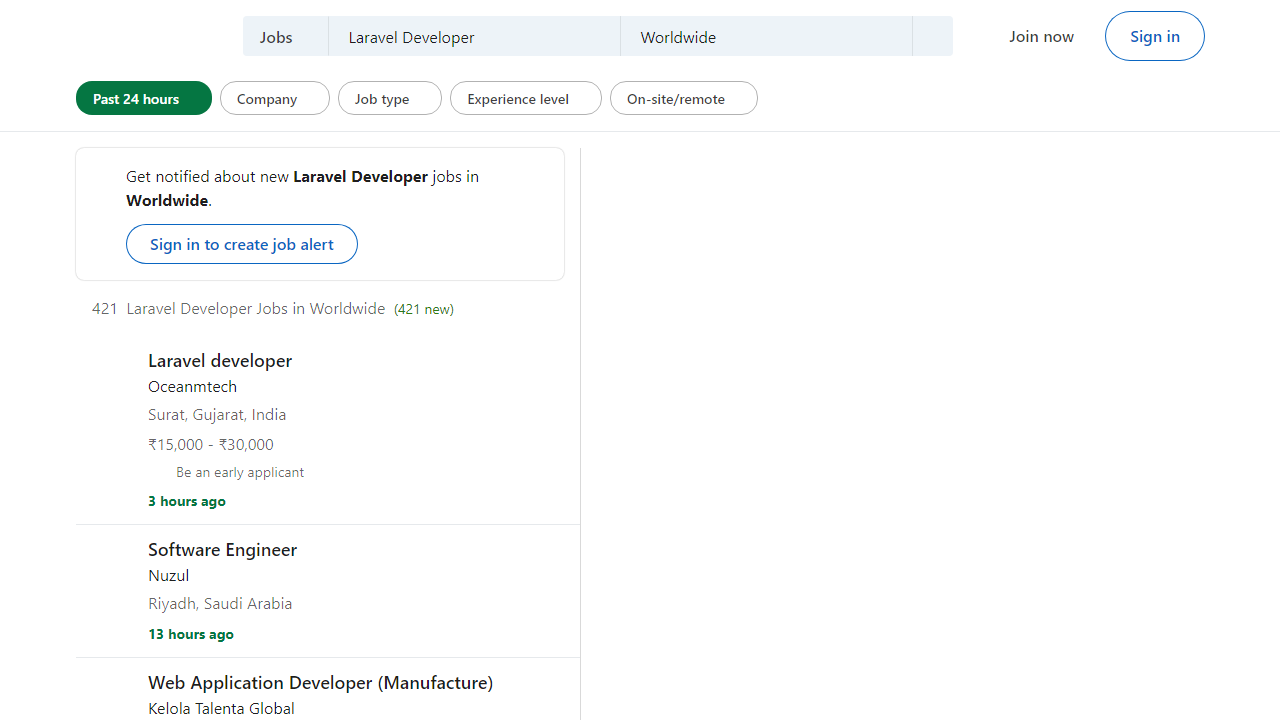 Jobs
Laravel Developer
Worldwide
Join now
Sign in
Past 24 hours
Company
Job type
Experience level
On-site/remote
Get notified about new Laravel Developer jobs in
Worldwide.
Sign in to create job alert
421 Laravel Developer Jobs in Worldwide (421 new)
Laravel developer
Oceanmtech
Surat, Gujarat, India
₹15,000 - ₹30,000
Be an early applicant
3 hours ago
Software Engineer
Nuzul
Riyadh, Saudi Arabia
13 hours ago
Web Application Developer (Manufacture)
Kelola Talenta Global